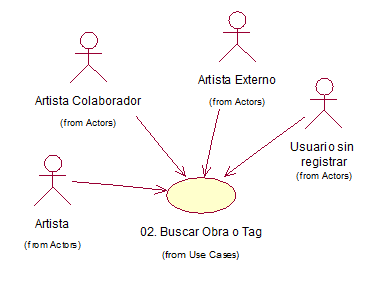 Artista Externo
(from Actors)
Artista Colaborador
(from Actors)
Usuario sin
registrar
(from Actors)
Artista
(from Actors)
02. Buscar Obra o Tag
(from Use Cases)